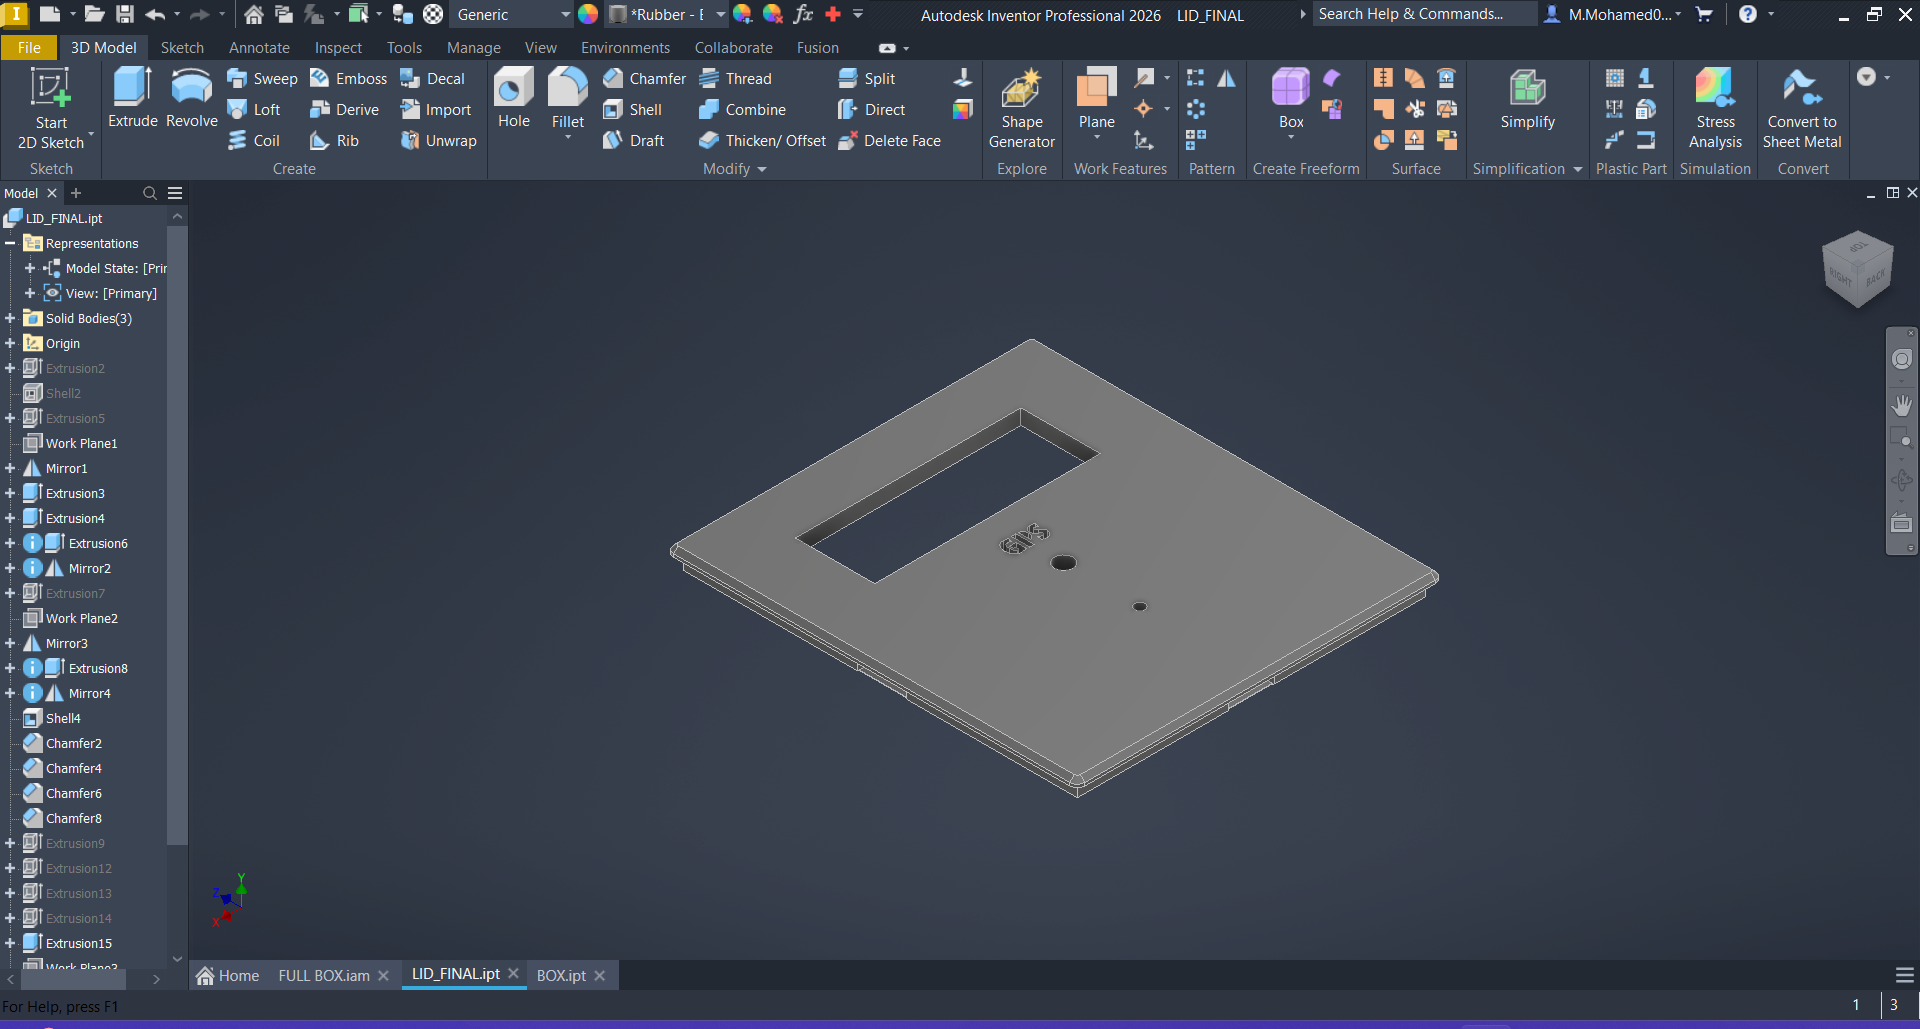 Generic
*Rubber - E
Autodesk Inventor Professional 2026 LID_FINAL
Search Help & Commands...
M.Mohamed0...
File
3D Model
Sketch
Annotate
Inspect
Tools
Manage
View
Environments
Collaborate
Fusion
Start
2D Sketch
Sketch
Extrude
Revolve
Sweep
Loft
Coil
Emboss
Derive
Rib
Decal
Import
Unwrap
Create
Hole
Fillet
Chamfer
Shell
Draft
Thread
Combine
Thicken/ Offset
Split
Direct
Delete Face
Modify
Shape
Generator
Explore
Plane
Work Features
Pattern
Box
Create Freeform
Surface
Simplify
Simplification
Plastic Part
Stress
Analysis
Simulation
Convert to
Sheet Metal
Convert
Model
LID_FINAL.ipt
Representations
Model State: [Prir
View: [Primary]
Solid Bodies(3)
Origin
Extrusion2
Shell2
Extrusion5
Work Plane1
Mirror1
Extrusion3
Extrusion4
Extrusion6
Mirror2
Extrusion7
Work Plane2
Mirror3
Extrusion8
Mirror4
Shell4
Chamfer2
Chamfer4
Chamfer6
Chamfer8
Extrusion9
Extrusion12
Extrusion13
Extrusion14
Extrusion15
Work Plane3
TOP
RIGHT
BACK
Y
Z
X
Home
FULL BOX.iam
LID_FINAL.ipt
BOX.ipt
For Help, press F1
1
3